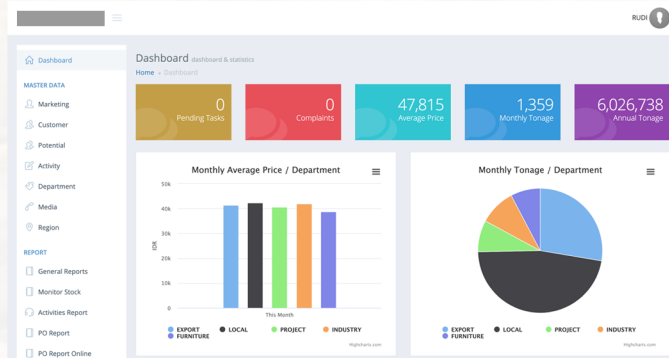 RUDI
Dashboard
MASTER DATA
Marketing
Customer
Potential
Activity
Department
Media
Region
REPORT
General Reports
Monitor Stock
Activities Report
PO Report
PO Report Online
Dashboard dashboard & statistics
Home » Dashboard
0
Pending Tasks
0
Complaints
47,815
Average Price
1,359
Monthly Tonage
6,026,738
Annual Tonage
Monthly Average Price / Department
50k
40k
30k
20k
10k
0
IDR
This Month
EXPORT LOCAL PROJECT INDUSTRY
FURNITURE
Highcharts.com
Monthly Tonage / Department
EXPORT LOCAL PROJECT INDUSTRY
FURNITURE
Highcharts.com